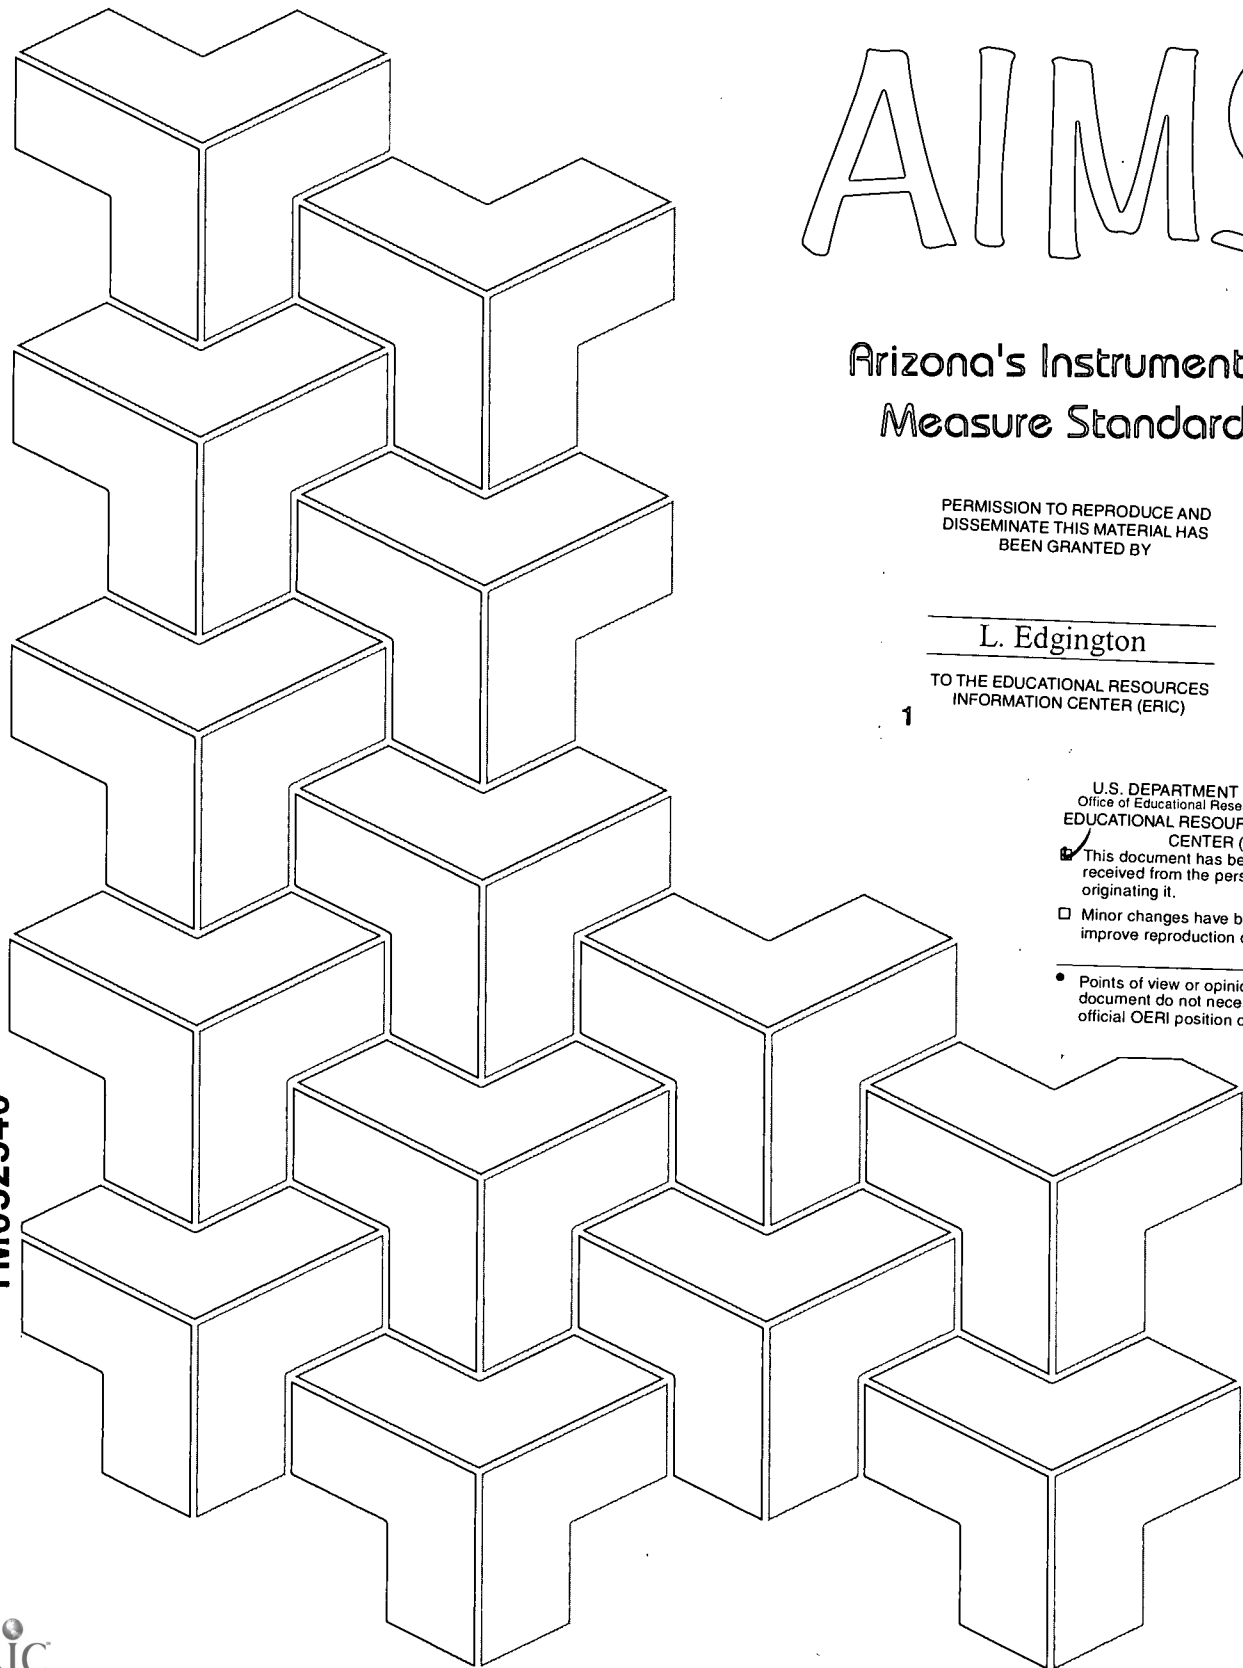 AIMS
Arizona's Instrument
Measure Standard
PERMISSION TO REPRODUCE AND
DISSEMINATE THIS MATERIAL HAS
BEEN GRANTED BY
L. Edgington
TO THE EDUCATIONAL RESOURCES
INFORMATION CENTER (ERIC)
1
U.S. DEPARTMENT
Office of Educational Rese
EDUCATIONAL RESOUR
CENTER (
This document has be
received from the pers
originating it.
Minor changes have b
improve reproduction
• Points of view or opinio
document do not nece
official OERI position o